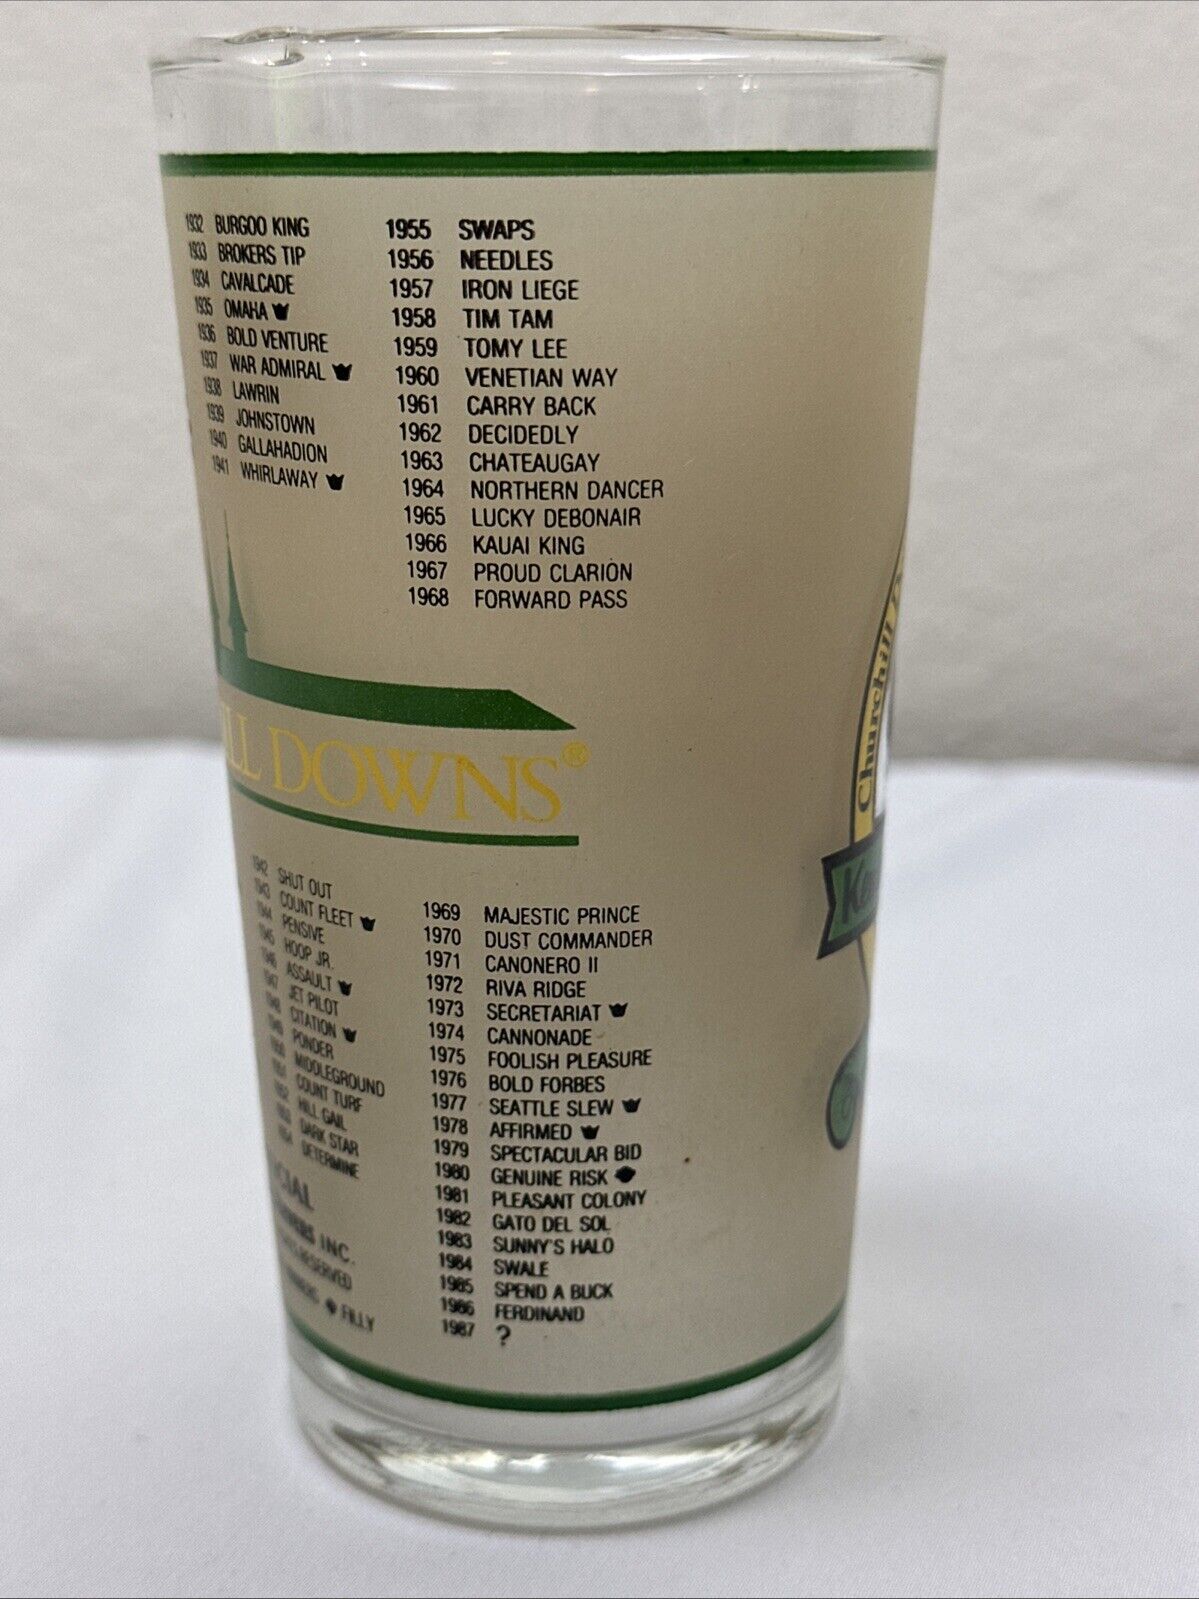 1932 BURGOO KING
1933 BROKERS TIP
1934 CAVALCADE
1935 OMAHA
1936 BOLD VENTURE
1937 WAR ADMIRAL
1938 LAWRIN
1939 JOHNSTOWN
1940 GALLAHADION
1941 WHIRLAWAY
1955 SWAPS
1956 NEEDLES
1957 IRON LIEGE
1958 TIM TAM
1959 TOMY LEE
1960 VENETIAN WAY
1961 CARRY BACK
1962 DECIDEDLY
1963 CHATEAUGAY
1964 NORTHERN DANCER
1965 LUCKY DEBONAIR
1966 KAUAI KING
1967 PROUD CLARION
1968 FORWARD PASS
ILL DOWNS®
1942 SHUT OUT
1943 COUNT FLEET
1944 PENSIVE
1945 HOOP JR.
1946 ASSAULT
1947 JET PILOT
1948 CITATION
1949 PONDER
1950 MIDDLEGROUND
1951 COUNT TURF
1952 HILL GAIL
1953 DARK STAR
1954 DETERMINE
CIAL
INC.
RESERVED
FILLY
1969 MAJESTIC PRINCE
1970 DUST COMMANDER
1971 CANONERO II
1972 RIVA RIDGE
1973 SECRETARIAT
1974 CANNONADE
1975 FOOLISH PLEASURE
1976 BOLD FORBES
1977 SEATTLE SLEW
1978 AFFIRMED
1979 SPECTACULAR BID
1980 GENUINE RISK
1981 PLEASANT COLONY
1982 GATO DEL SOL
1983 SUNNY'S HALO
1984 SWALE
1985 SPEND A BUCK
1986 FERDINAND
1987 ?
Churchill D
Ke